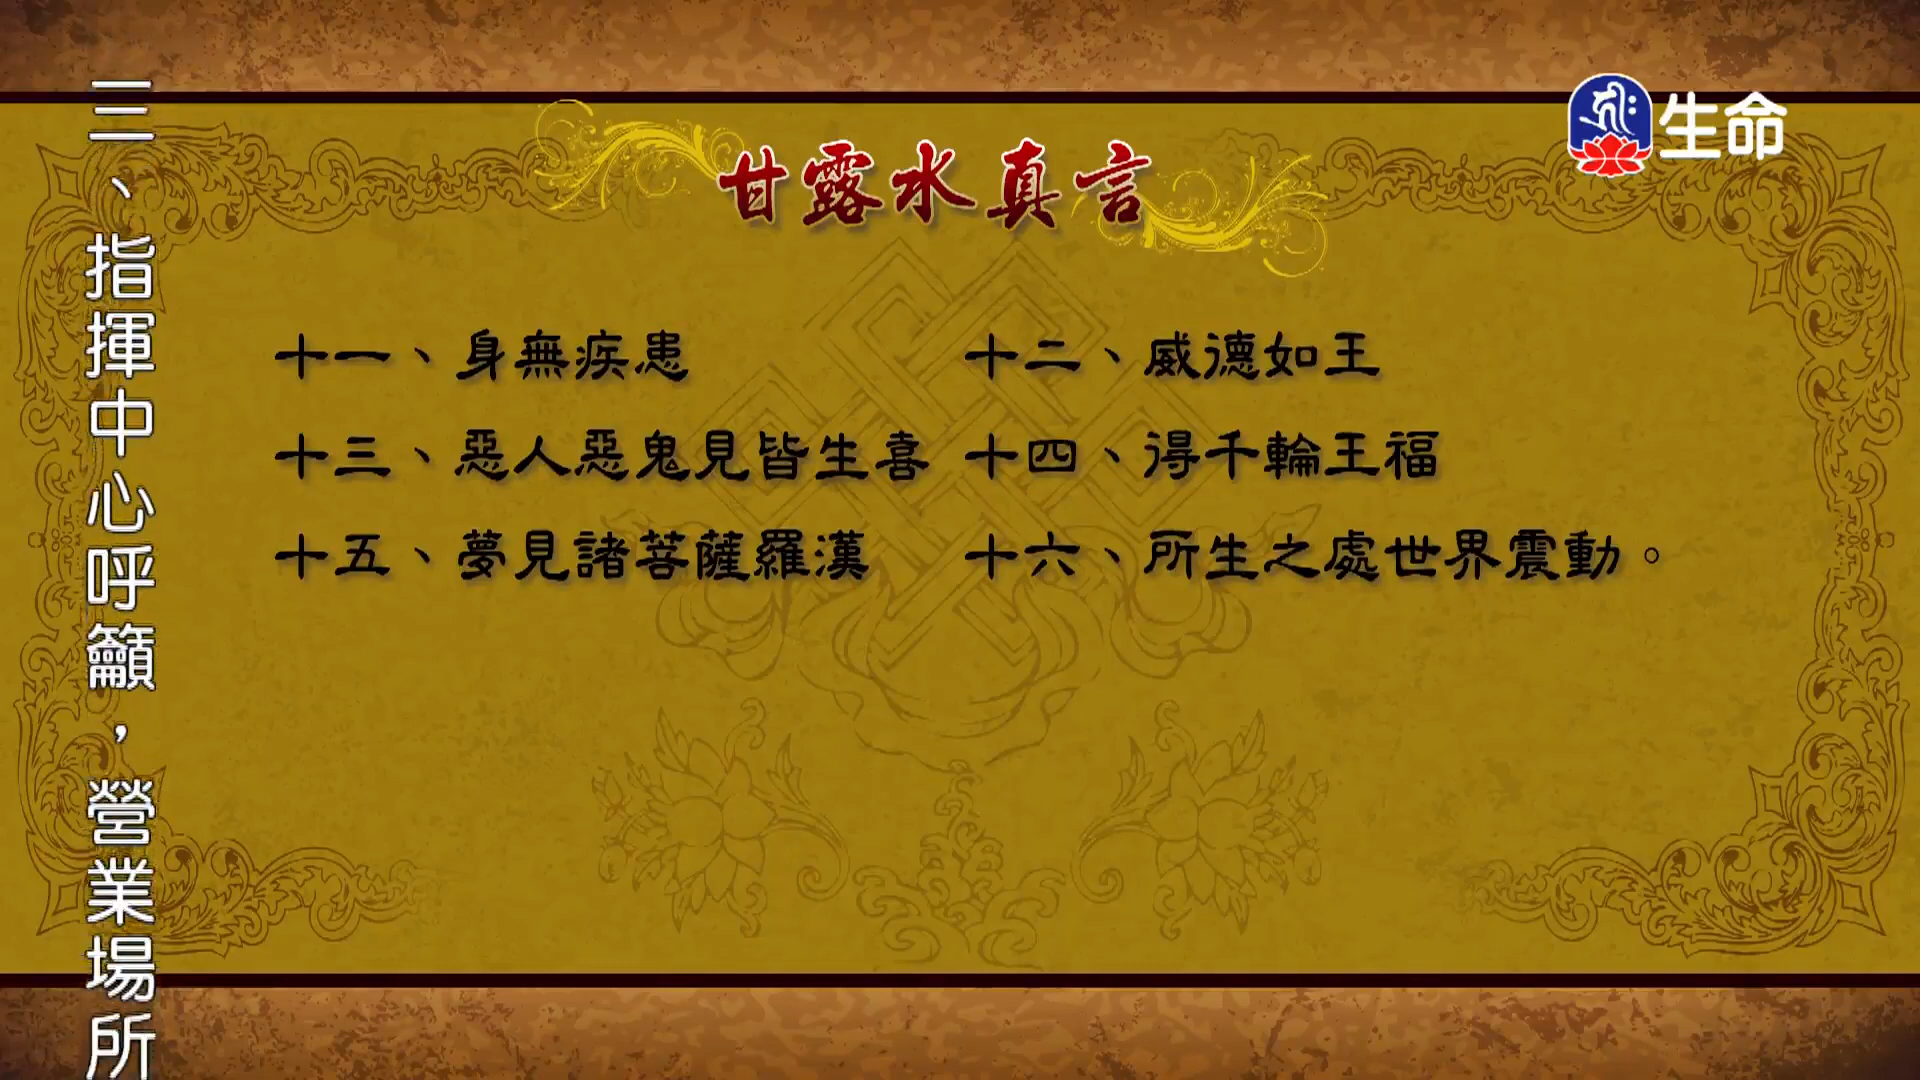 甘露水真言
生命
十一、身無疾患
十二、威德如王
十三、惡人惡鬼見皆生喜
十四、得千輪王福
十五、夢見諸菩薩羅漢
十六、所生之處世界震動。
三、指揮中心呼籲，營業場所